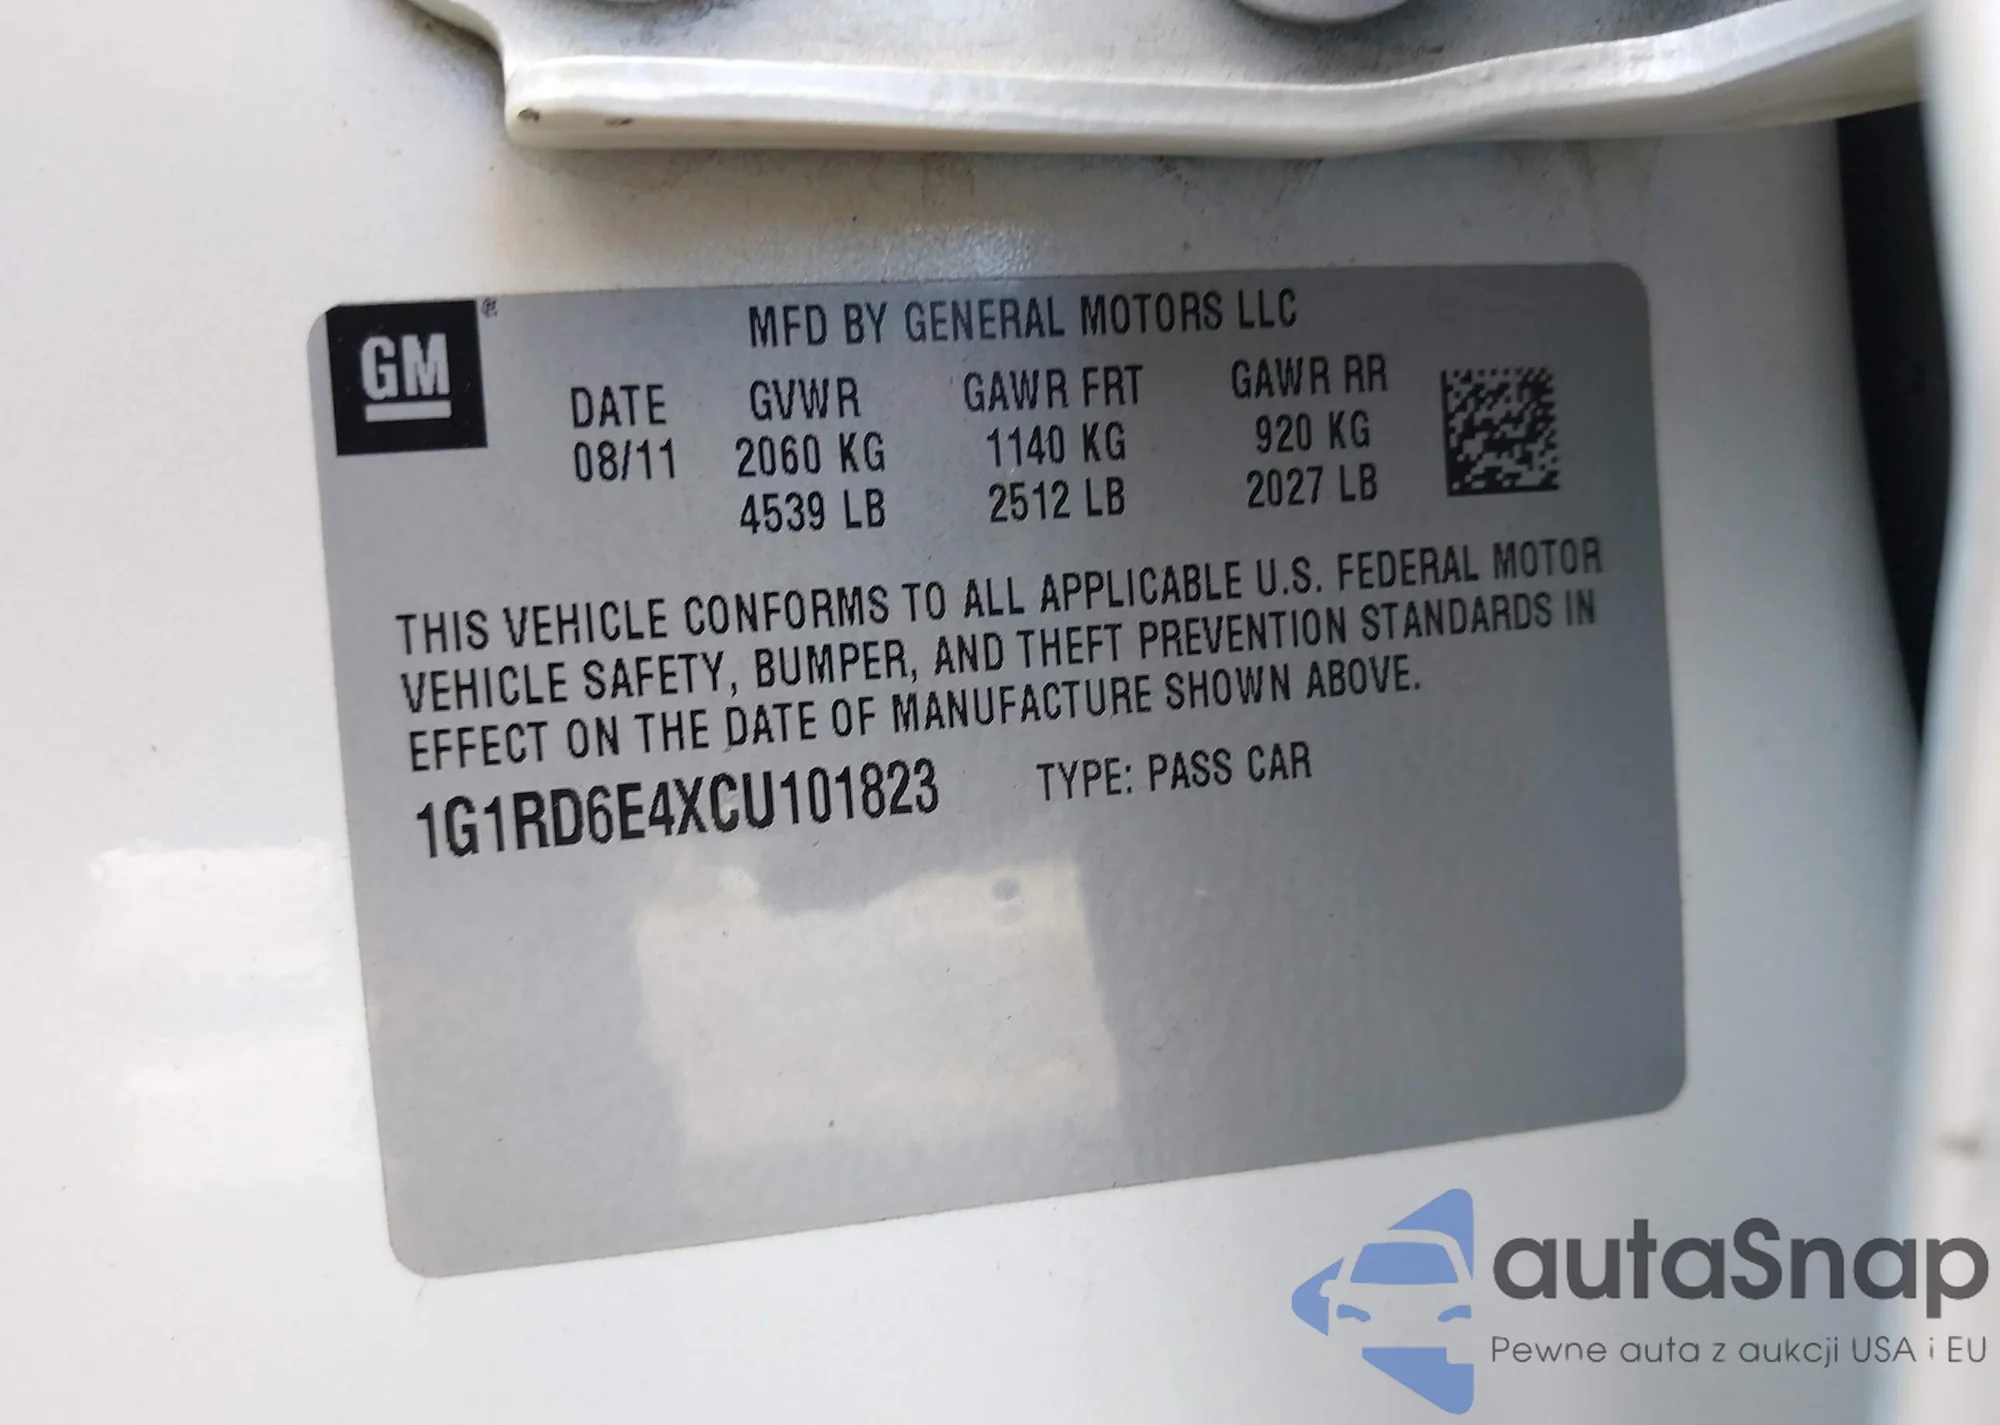 GM®
MFD BY GENERAL MOTORS LLC
DATE GVWR GAWR FRT GAWR RR
08/11 2060 KG 1140 KG 920 KG
4539 LB 2512 LB 2027 LB
THIS VEHICLE CONFORMS TO ALL APPLICABLE U.S. FEDERAL MOTOR
VEHICLE SAFETY, BUMPER, AND THEFT PREVENTION STANDARDS IN
EFFECT ON THE DATE OF MANUFACTURE SHOWN ABOVE.
1G1RD6E4XCU101823 TYPE: PASS CAR
autaSnap
Pewne auta z aukcji USA i EU